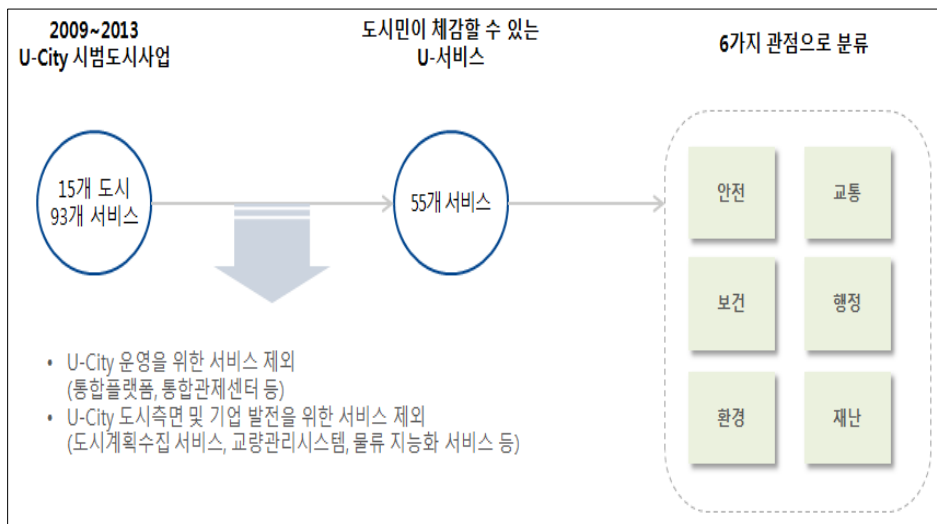 2009~2013
U-City 시범도시사업
도시민이 체감할 수 있는
U-서비스
6가지 관점으로 분류
15개 도시
93개 서비스
55개 서비스
안전
교통
보건
행정
환경
재난
• U-City 운영을 위한 서비스 제외
(통합플랫폼, 통합관제센터 등)
• U-City 도시측면 및 기업 발전을 위한 서비스 제외
(도시계획수집 서비스, 교량관리시스템, 물류 지능화 서비스 등)